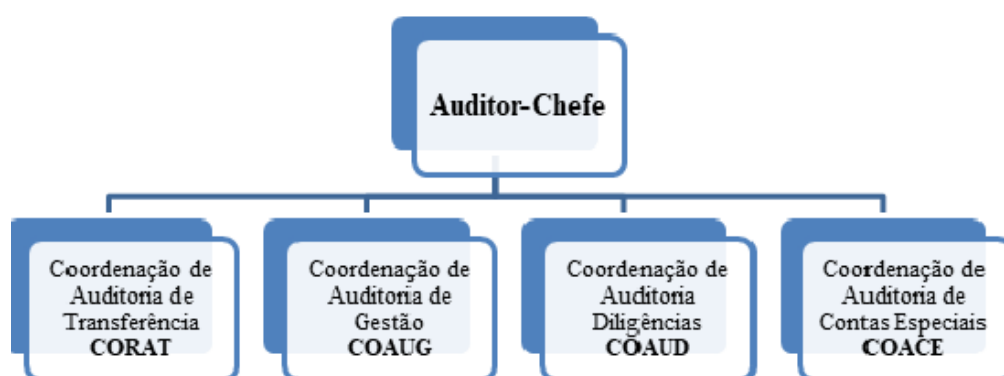 Auditor-Chefe
Coordenação de
Auditoria de
Transferência
CORAT
Coordenação de
Auditoria de
Gestão
COAUG
Coordenação de
Auditoria
Diligências
COAUD
Coordenação de
Auditoria de
Contas Especiais
COACE